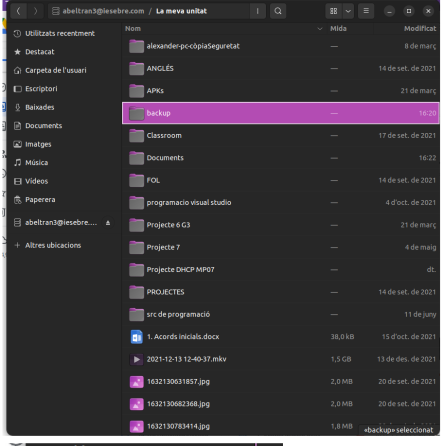 abeltran3@iesebre.com / La meva unitat
Utilitzats recentment
Destacat
Carpeta de l'usuari
Escriptori
Baixades
Documents
Imatges
Música
Vídeos
Paperera
abeltran3@iesebre....
+ Altres ubicacions
Nom Mida Modificat
alexander-pc-còpiaSeguretat — 8 de març
ANGLÉS — 14 de set. de 2021
APKs — 21 de març
backup — 16:20
Classroom — 17 de set. de 2021
Documents — 16:22
FOL — 14 de set. de 2021
programacio visual studio — 4 d'oct. de 2021
Projecte 6 G3 — 21 de març
Projecte 7 — 4 de maig
Projecte DHCP MP07 — dt.
PROJECTES — 14 de set. de 2021
src de programació — 11 de juny
1. Acords inicials.docx 38,0 kB 15 d'oct. de 2021
2021-12-13 12-40-37.mkv 1,5 GB 13 de des. de 2021
1632130631857.jpg 2,0 MB 20 de set. de 2021
1632130682368.jpg 2,0 MB 20 de set. de 2021
1632130783414.jpg 1,8 MB
«backup» seleccionat